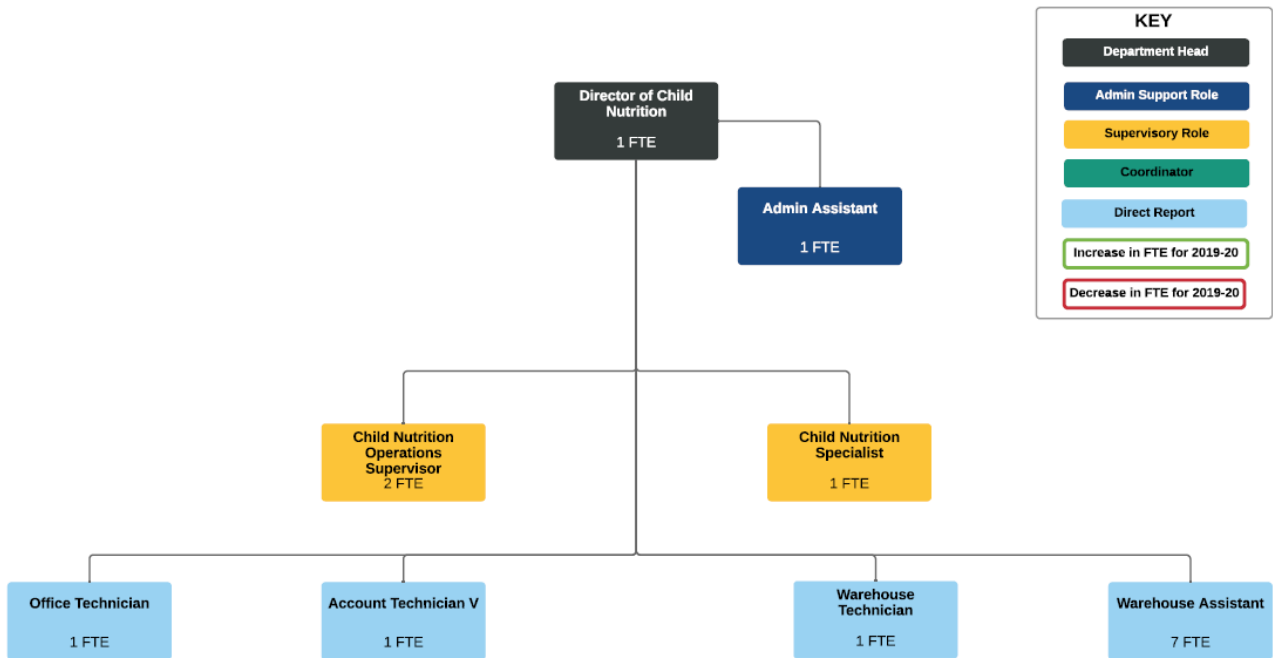 KEY
Department Head
Admin Support Role
Supervisory Role
Coordinator
Direct Report
Increase in FTE for 2019-20
Decrease in FTE for 2019-20
Director of Child
Nutrition
1 FTE
Admin Assistant
1 FTE
Child Nutrition
Operations
Supervisor
2 FTE
Child Nutrition
Specialist
1 FTE
Office Technician
1 FTE
Account Technician V
1 FTE
Warehouse
Technician
1 FTE
Warehouse Assistant
7 FTE